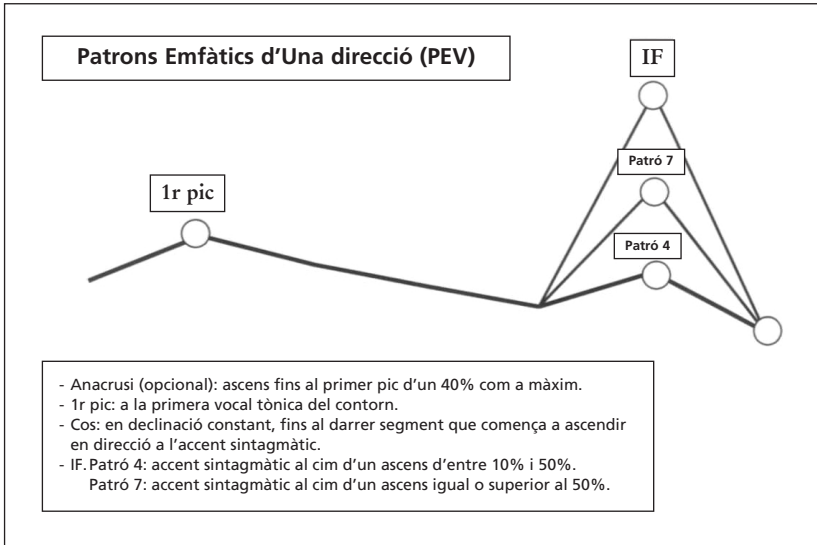 Patrons Emfàtics d’Una direcció (PEV)
IF
Patró 7
1r pic
Patró 4
- Anacrusi (opcional): ascens fins al primer pic d’un 40% com a màxim.
- 1r pic: a la primera vocal tònica del contorn.
- Cos: en declinació constant, fins al darrer segment que comença a ascendir
en direcció a l’accent sintagmàtic.
- IF. Patró 4: accent sintagmàtic al cim d’un ascens d’entre 10% i 50%.
Patró 7: accent sintagmàtic al cim d’un ascens igual o superior al 50%.